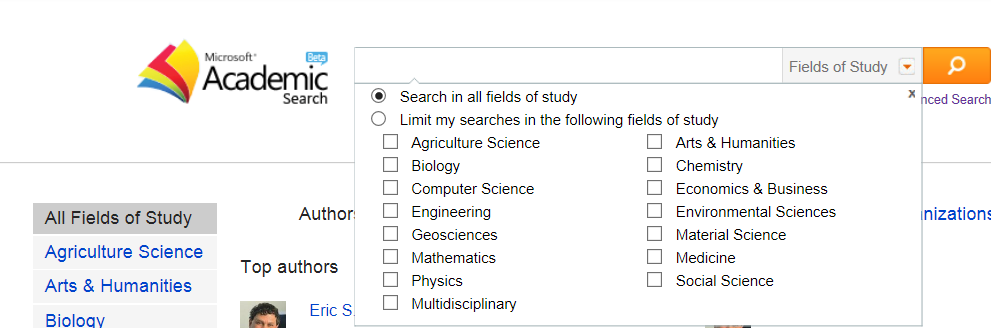 Microsoft® Beta
Academic
Search
Fields of Study
Search in all fields of study x
Limit my searches in the following fields of study
Agriculture Science Arts & Humanities
Biology Chemistry
Computer Science Economics & Business
Engineering Environmental Sciences
Geosciences Material Science
Mathematics Medicine
Physics Social Science
Multidisciplinary
nced Search
All Fields of Study
Agriculture Science
Arts & Humanities
Biology
Author
nizations
Top authors
Eric S.